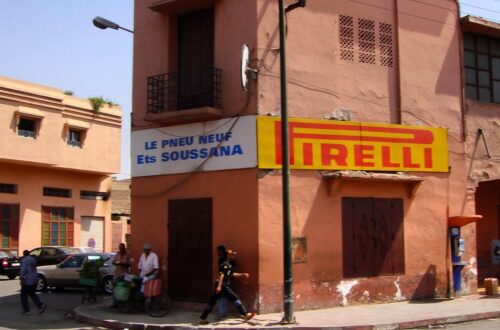 LE PNEU NEUF
Ets SOUSSANA
PIRELLI